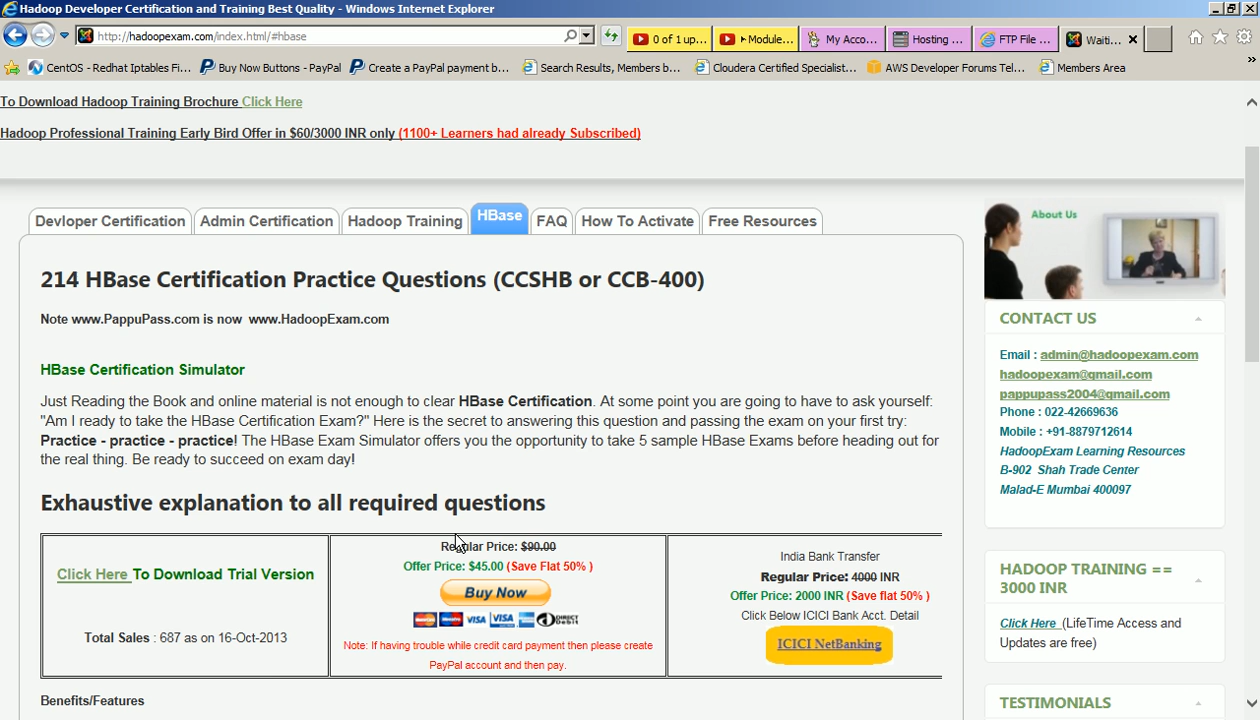 Hadoop Developer Certification and Training Best Quality - Windows Internet Explorer
http://hadoopexam.com/index.html/#hbase
0 of 1 up...
Module...
My Acco...
Hosting ...
FTP File ...
Waiti...
CentOS - Redhat Iptables Fi...
Buy Now Buttons - PayPal
Create a PayPal payment b...
Search Results, Members b...
Cloudera Certified Specialist...
AWS Developer Forums Tel...
Members Area
To Download Hadoop Training Brochure Click Here
Hadoop Professional Training Early Bird Offer in $60/3000 INR only (1100+ Learners had already Subscribed)
Devloper Certification
Admin Certification
Hadoop Training
HBase
FAQ
How To Activate
Free Resources
214 HBase Certification Practice Questions (CCSHB or CCB-400)
Note www.PappuPass.com is now www.HadoopExam.com
HBase Certification Simulator
Just Reading the Book and online material is not enough to clear HBase Certification. At some point you are going to have to ask yourself:
"Am I ready to take the HBase Certification Exam?" Here is the secret to answering this question and passing the exam on your first try:
Practice - practice - practice! The HBase Exam Simulator offers you the opportunity to take 5 sample HBase Exams before heading out for
the real thing. Be ready to succeed on exam day!
Exhaustive explanation to all required questions
Click Here To Download Trial Version
Total Sales : 687 as on 16-Oct-2013
Regular Price: $90.00
Offer Price: $45.00 (Save Flat 50% )
Buy Now
VISA VISA DIRECT Debit
Note: If having trouble while credit card payment then please create
PayPal account and then pay.
India Bank Transfer
Regular Price: 4000 INR
Offer Price: 2000 INR (Save flat 50% )
Click Below ICICI Bank Acct. Detail
ICICI NetBanking
Benefits/Features
About Us
CONTACT US
Email : admin@hadoopexam.com
hadoopexam@gmail.com
pappupass2004@gmail.com
Phone : 022-42669636
Mobile : +91-8879712614
HadoopExam Learning Resources
B-902 Shah Trade Center
Malad-E Mumbai 400097
HADOOP TRAINING ==
3000 INR
Click Here (LifeTime Access and
Updates are free)
TESTIMONIALS